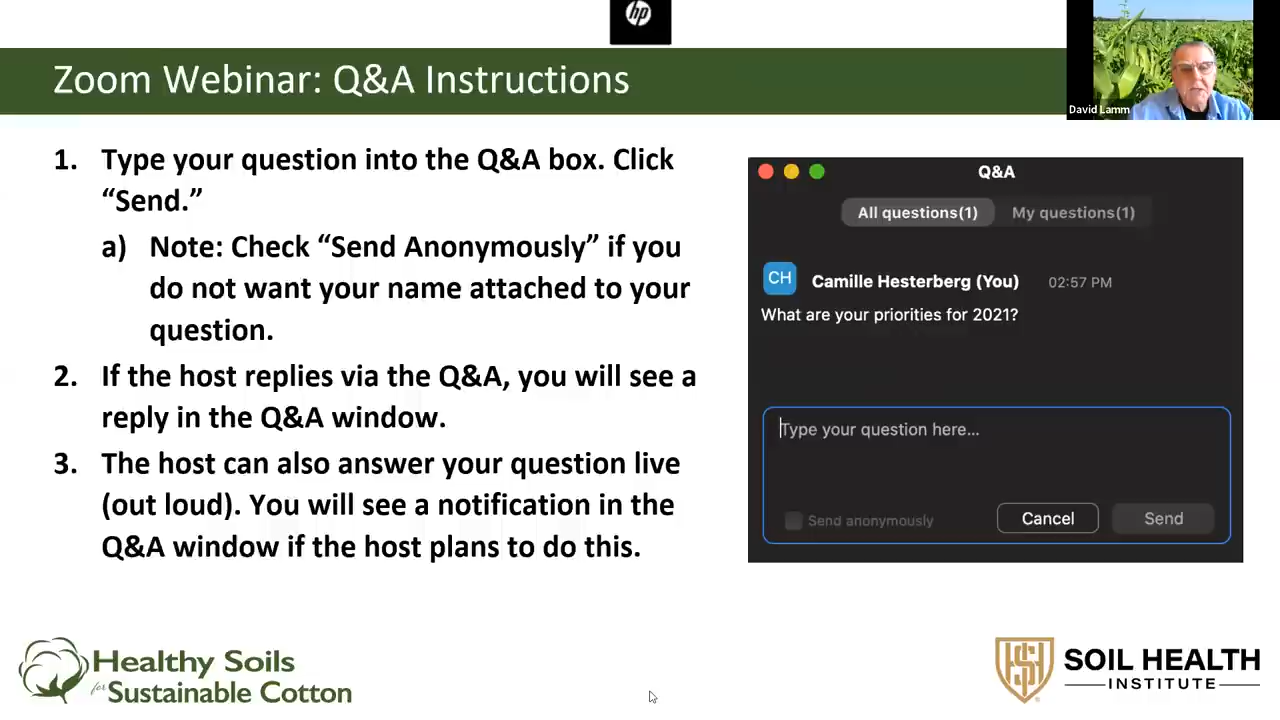 hp
Zoom Webinar: Q&A Instructions
David Lamm
1. Type your question into the Q&A box. Click
“Send.”
a) Note: Check “Send Anonymously” if you
do not want your name attached to your
question.
2. If the host replies via the Q&A, you will see a
reply in the Q&A window.
3. The host can also answer your question live
(out loud). You will see a notification in the
Q&A window if the host plans to do this.
Q&A
All questions(1) My questions(1)
CH Camille Hesterberg (You) 02:57 PM
What are your priorities for 2021?
Type your question here...
Send anonymously Cancel Send
Healthy Soils
for Sustainable Cotton
SOIL HEALTH
INSTITUTE